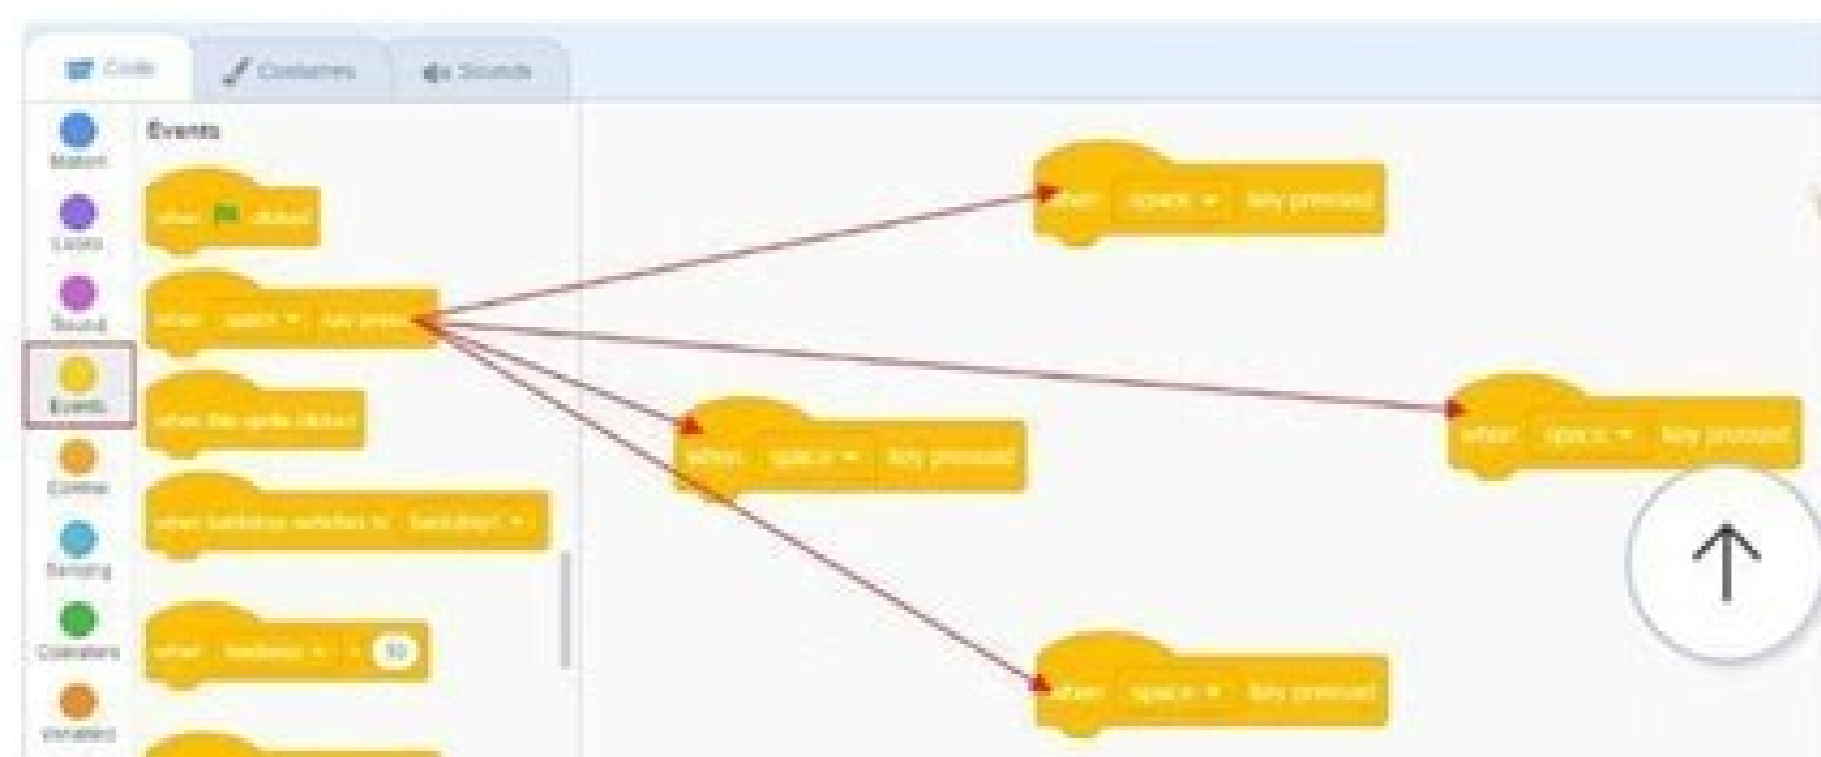 Code Costumes Sounds
Motion
Looks
Sound
Events
Control
Sensing
Operators
Variables
Events
when clicked
when space key pressed
when this sprite clicked
when backdrop switches to backdrop1
when loudness > 10
when space key pressed
when space key pressed
when space key pressed
when space key pressed